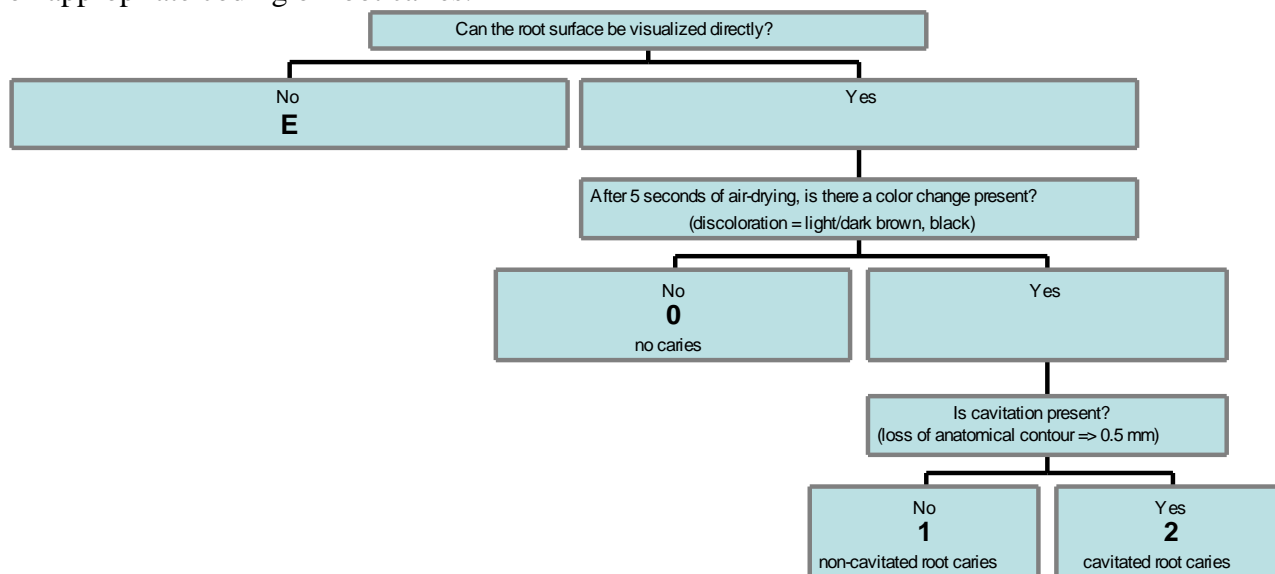 Can the root surface be visualized directly?
No
E
Yes
After 5 seconds of air-drying, is there a color change present?
(discoloration = light/dark brown, black)
No
0
no caries
Yes
Is cavitation present?
(loss of anatomical contour => 0.5 mm)
No
1
non-cavitated root caries
Yes
2
cavitated root caries